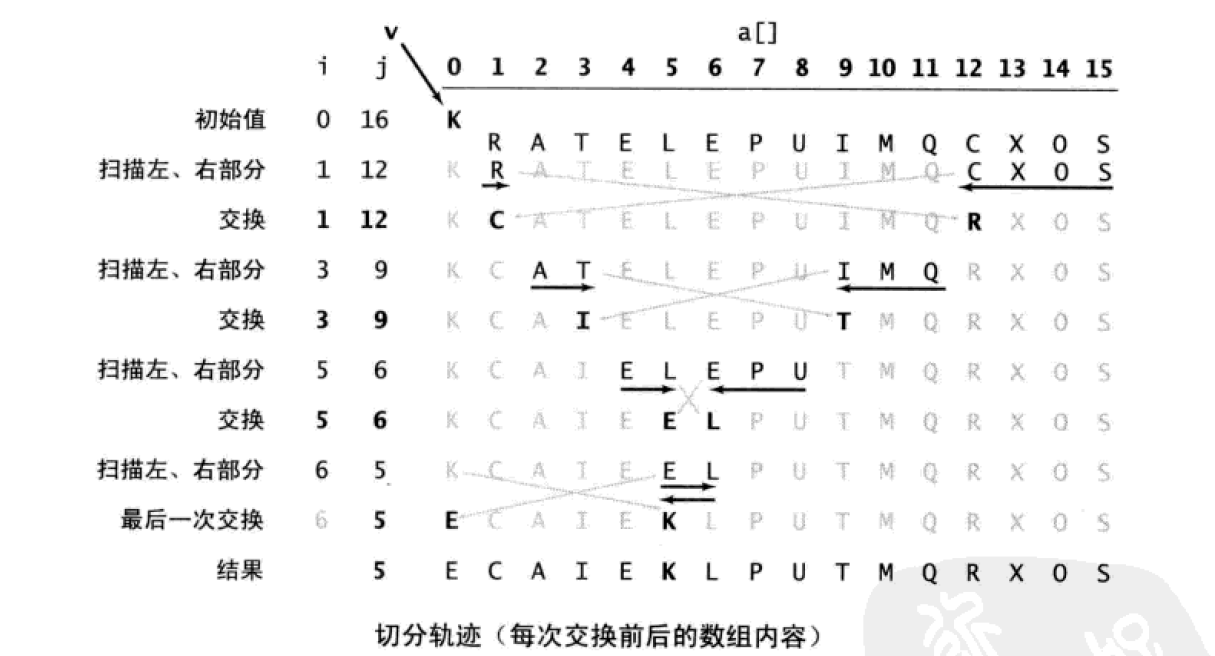 v a[]
i j 0 1 2 3 4 5 6 7 8 9 10 11 12 13 14 15
初始值 0 16 K
R A T E L E P U I M Q C X O S
扫描左、右部分 1 12 K R A T E L E P U I M Q C X O S
交换 1 12 K C A T E L E P U I M Q R X O S
扫描左、右部分 3 9 K C A T E L E P U I M Q R X O S
交换 3 9 K C A I E L E P U T M Q R X O S
扫描左、右部分 5 6 K C A I E L E P U T M Q R X O S
交换 5 6 K C A I E E L P U T M Q R X O S
扫描左、右部分 6 5 K C A I E E L P U T M Q R X O S
最后一次交换 6 5 E C A I E K L P U T M Q R X O S
结果 5 E C A I E K L P U T M Q R X O S
切分轨迹（每次交换前后的数组内容）